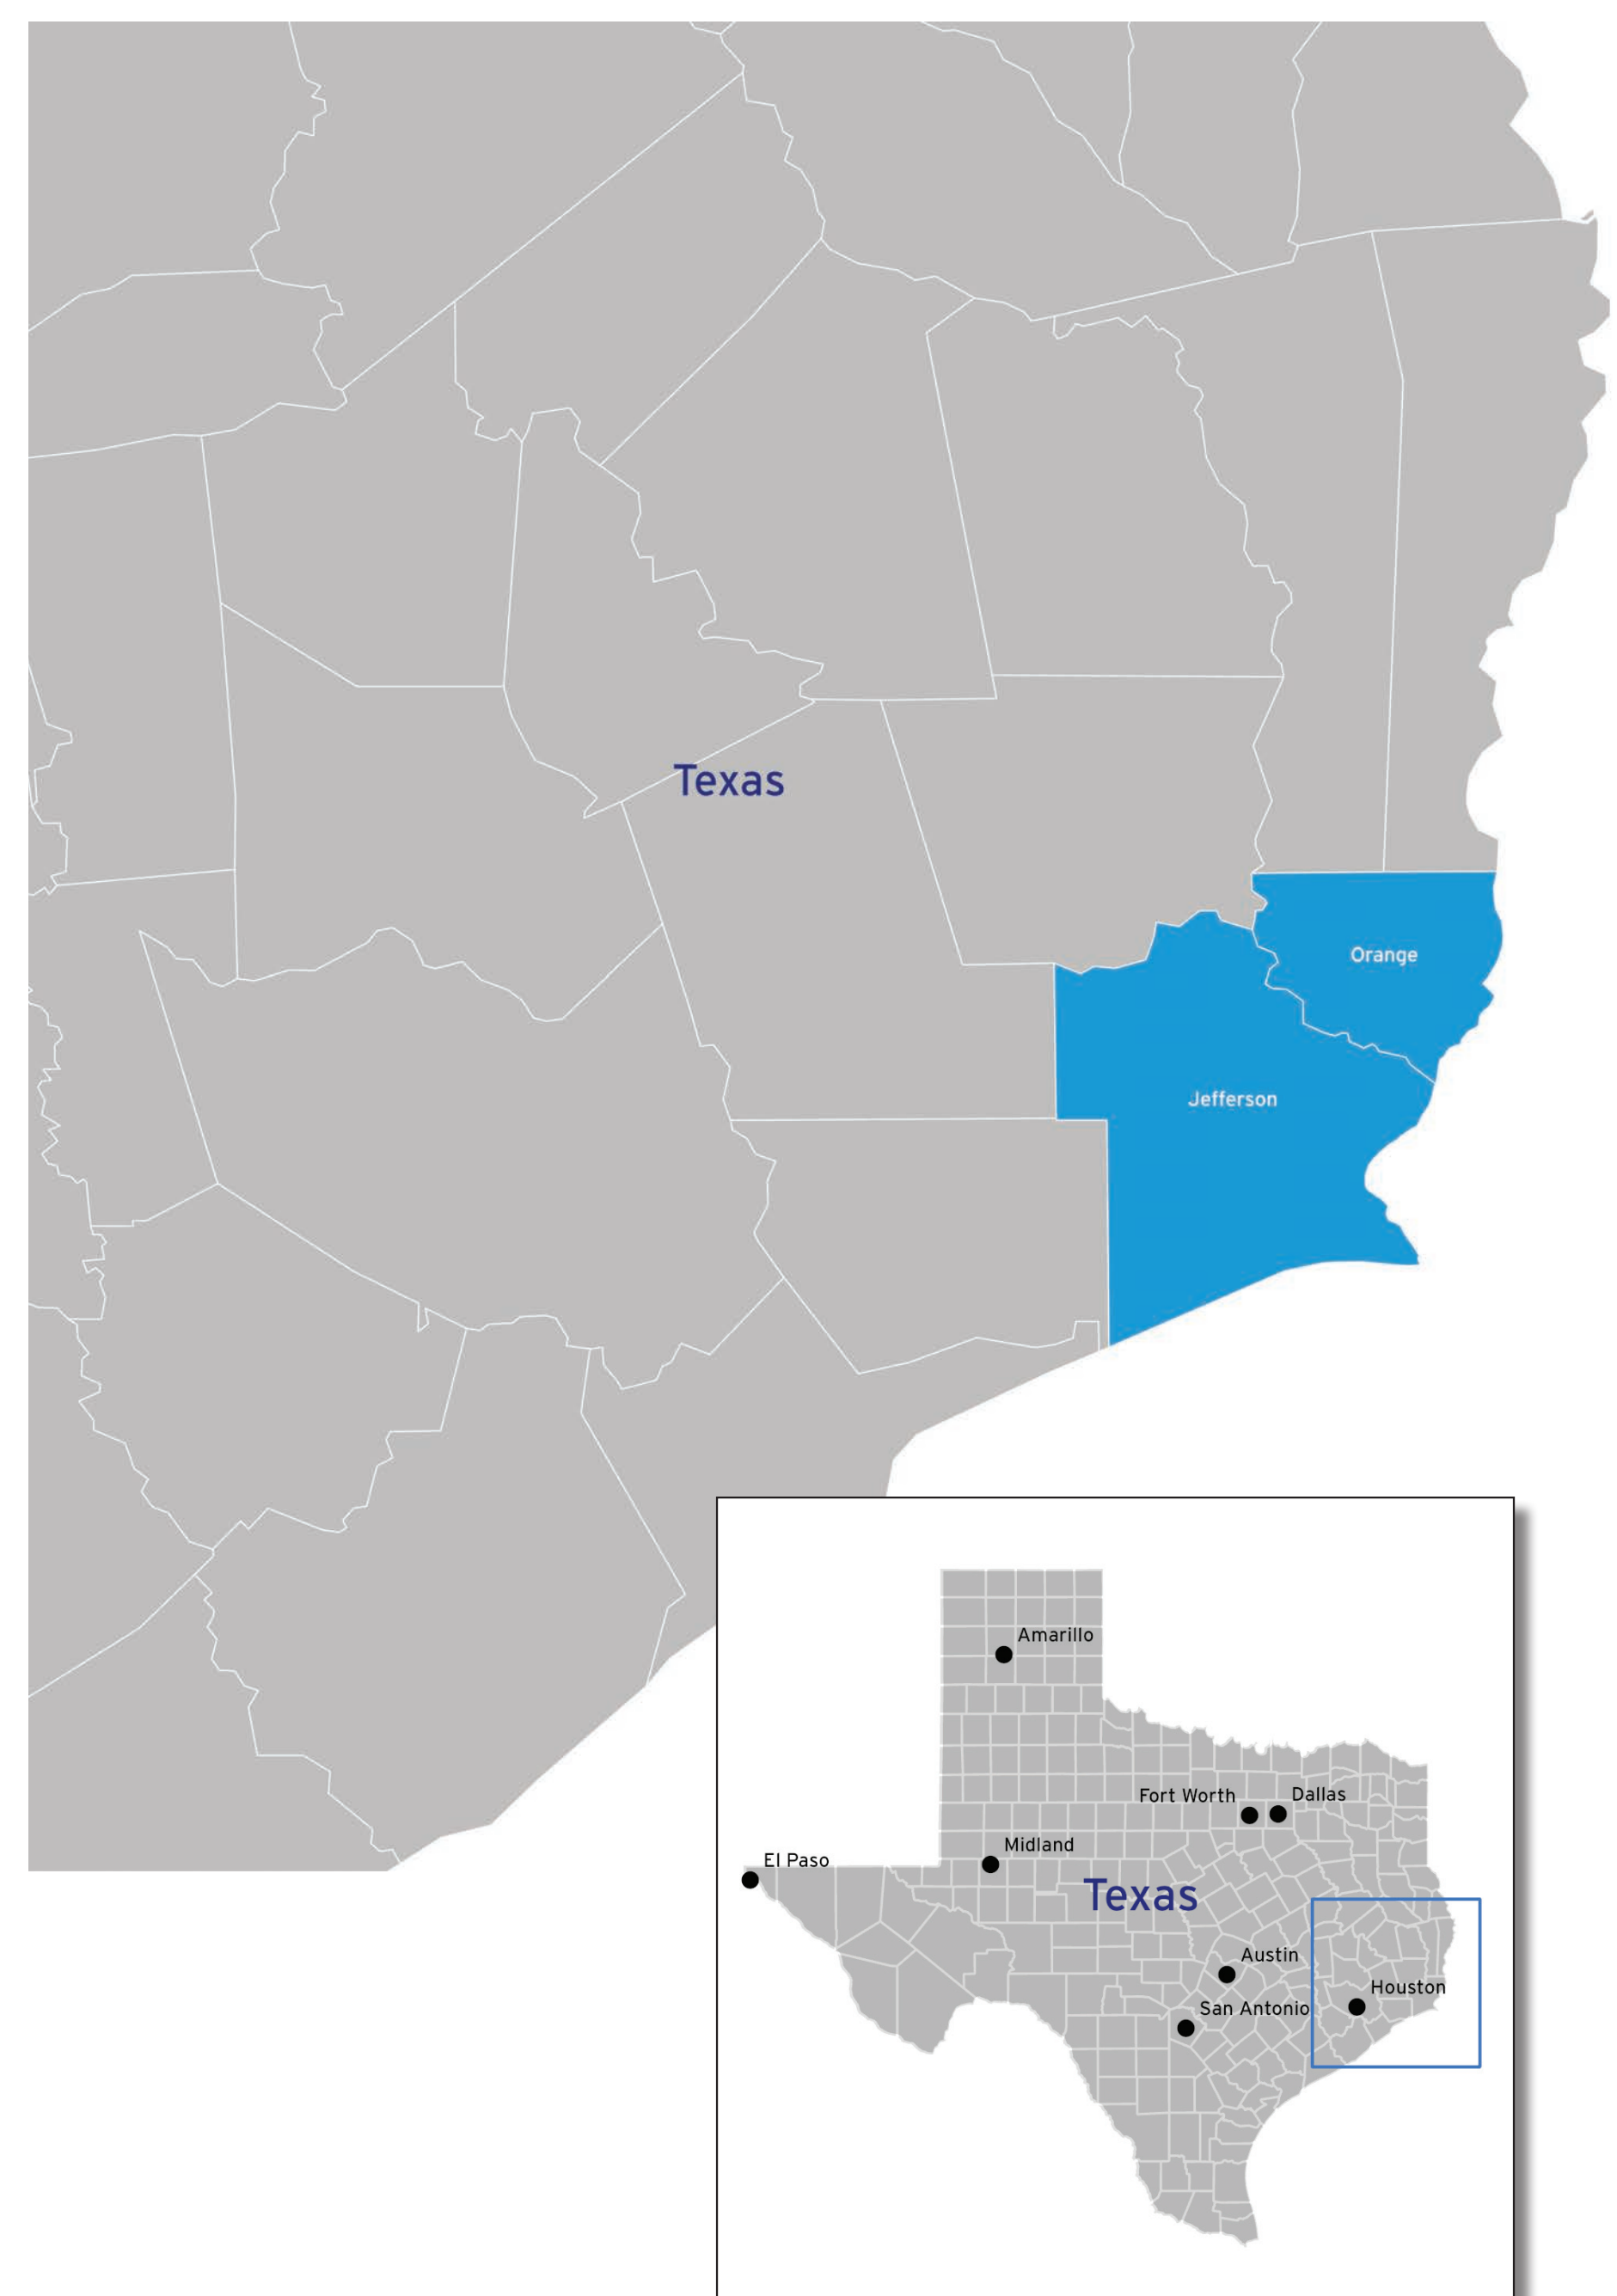 Texas
Orange
Jefferson
Amarillo
Fort Worth
Dallas
Midland
El Paso
Texas
Austin
Houston
San Antonio